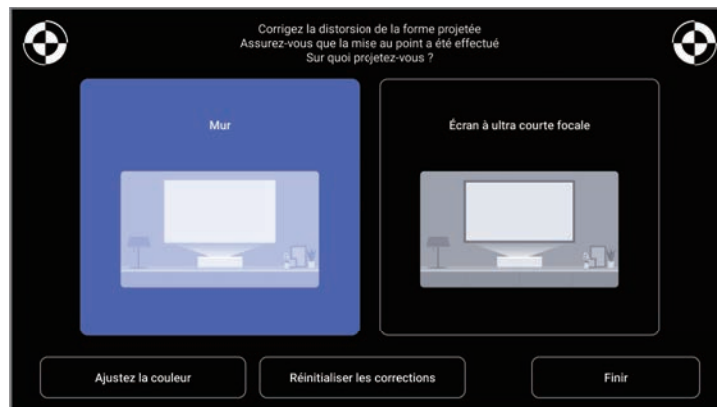 Corrigez la distorsion de la forme projetée
Assurez-vous que la mise au point a été effectué
Sur quoi projetez-vous ?
Mur
Écran à ultra courte focale
Ajustez la couleur
Réinitialiser les corrections
Finir